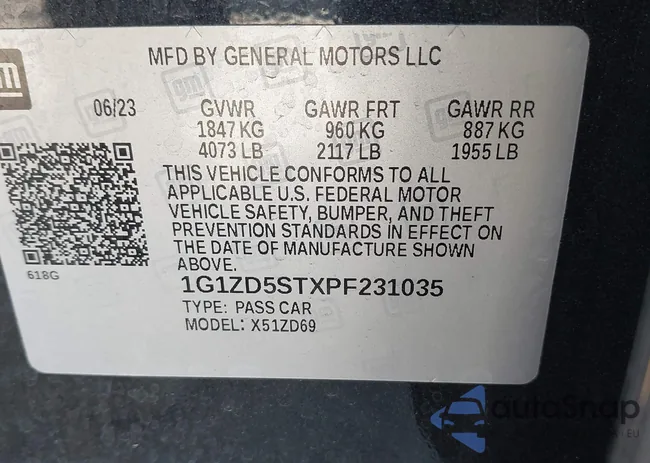 gm
MFD BY GENERAL MOTORS LLC
06/23 GVWR GAWR FRT GAWR RR
1847 KG 960 KG 887 KG
4073 LB 2117 LB 1955 LB
THIS VEHICLE CONFORMS TO ALL
APPLICABLE U.S. FEDERAL MOTOR
VEHICLE SAFETY, BUMPER, AND THEFT
PREVENTION STANDARDS IN EFFECT ON
THE DATE OF MANUFACTURE SHOWN
ABOVE.
618G
1G1ZD5STXPF231035
TYPE: PASS CAR
MODEL: X51ZD69
autoSnap
EU